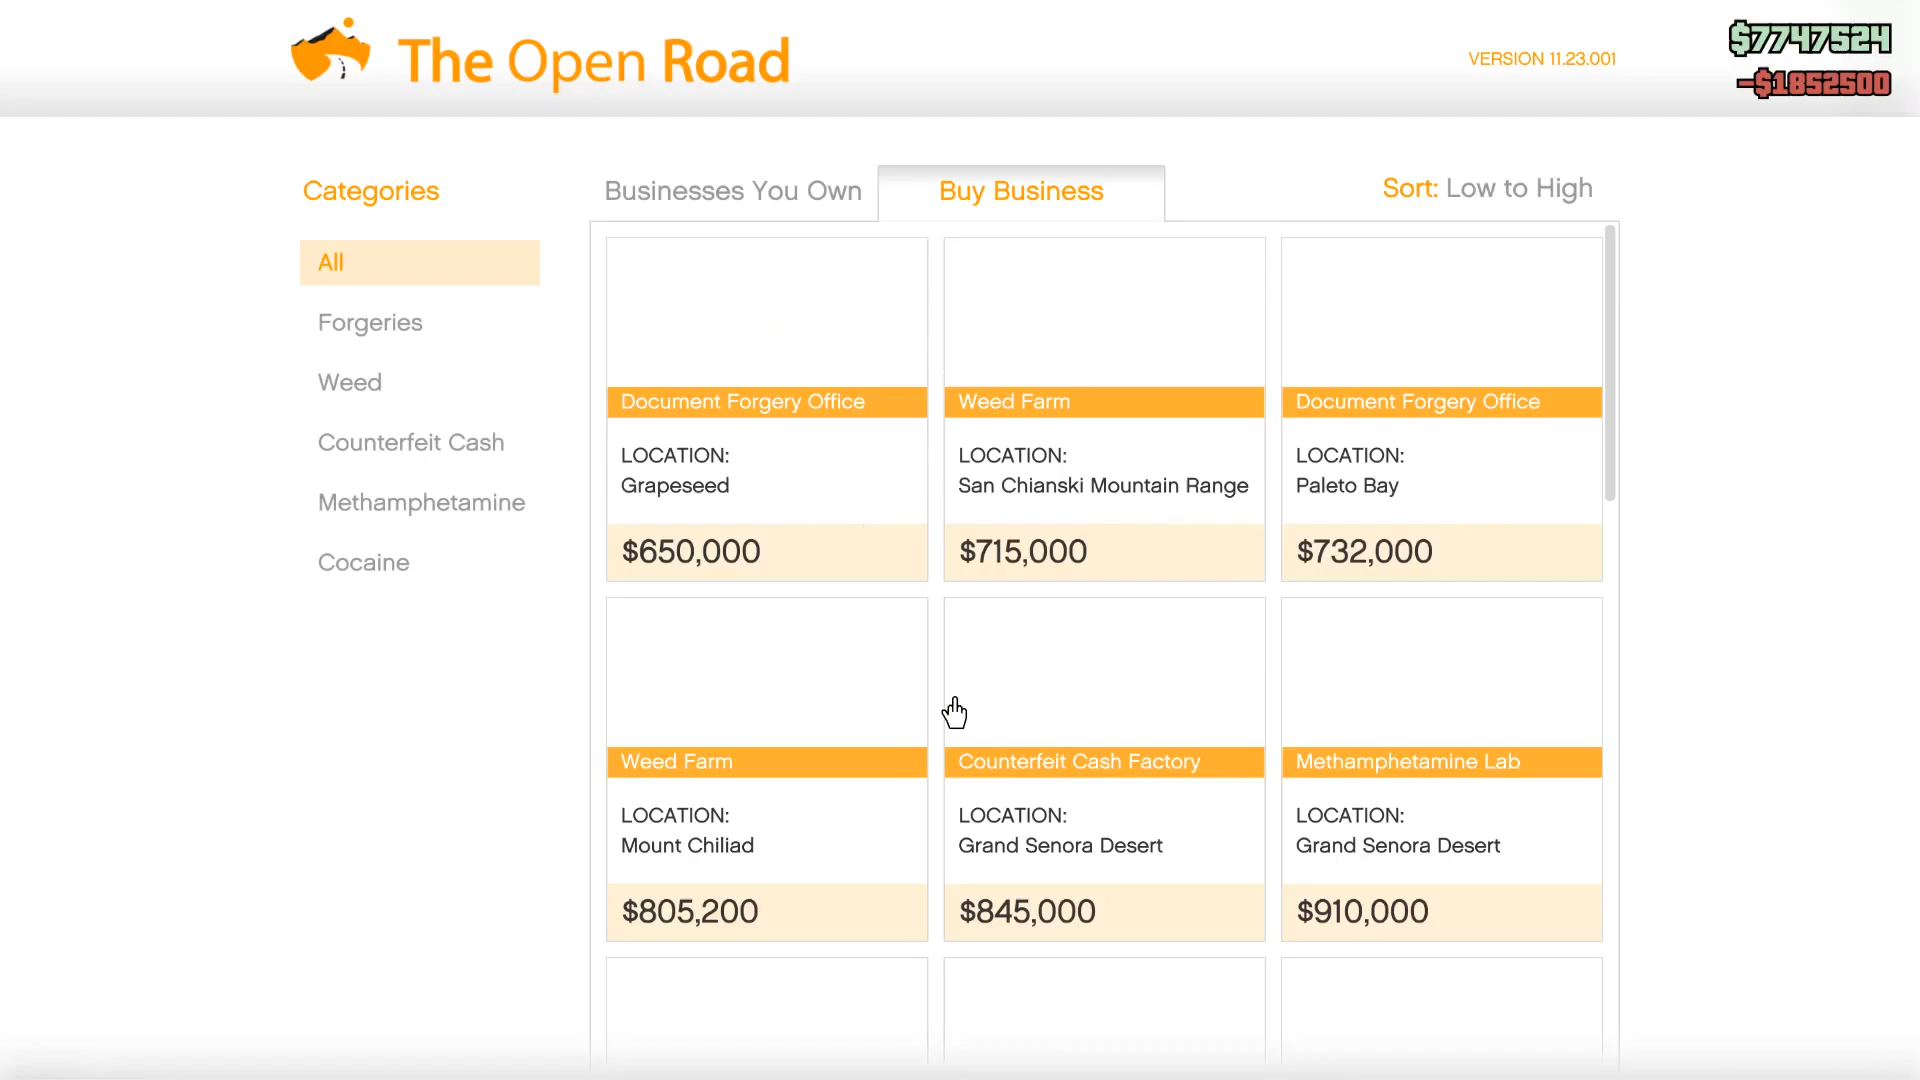 The Open Road
VERSION 11.23.001
$7747524
-$1852500
Categories
Businesses You Own
Buy Business
Sort: Low to High
All
Forgeries
Weed
Counterfeit Cash
Methamphetamine
Cocaine
Document Forgery Office
LOCATION:
Grapeseed
$650,000
Weed Farm
LOCATION:
San Chianski Mountain Range
$715,000
Document Forgery Office
LOCATION:
Paleto Bay
$732,000
Weed Farm
LOCATION:
Mount Chiliad
$805,200
Counterfeit Cash Factory
LOCATION:
Grand Senora Desert
$845,000
Methamphetamine Lab
LOCATION:
Grand Senora Desert
$910,000